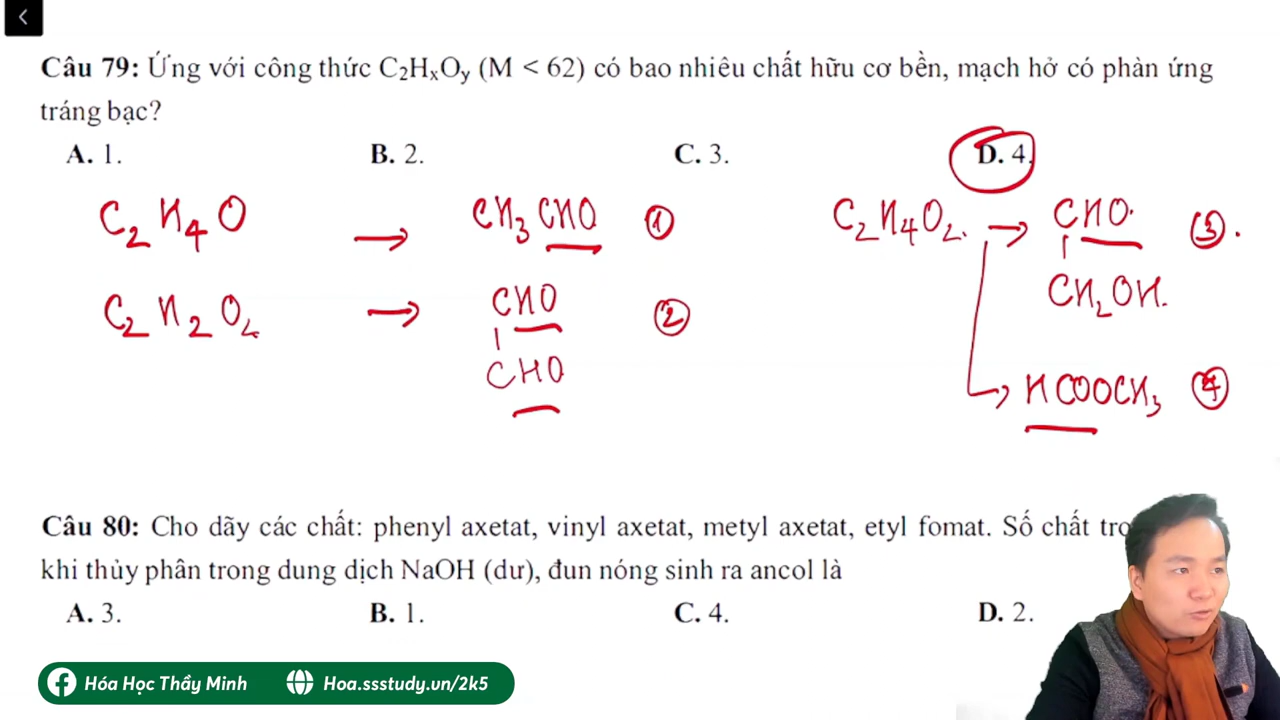 Câu 79: Ứng với công thức C₂HₓOᵧ (M < 62) có bao nhiêu chất hữu cơ bền, mạch hở có phản ứng
tráng bạc?
A. 1. B. 2. C. 3. D. 4.
C₂H₄O → CH₃CHO ①
C₂H₂O₂ → CHO ②
CHO
C₂H₄O₂. → CHO. ③.
CH₂OH.
→ HCOOCH₃ ④
Câu 80: Cho dãy các chất: phenyl axetat, vinyl axetat, metyl axetat, etyl fomat. Số chất
khi thủy phân trong dung dịch NaOH (dư), đun nóng sinh ra ancol là
A. 3. B. 1. C. 4. D. 2.
Hóa Học Thầy Minh Hoa.ssstudy.vn/2k5